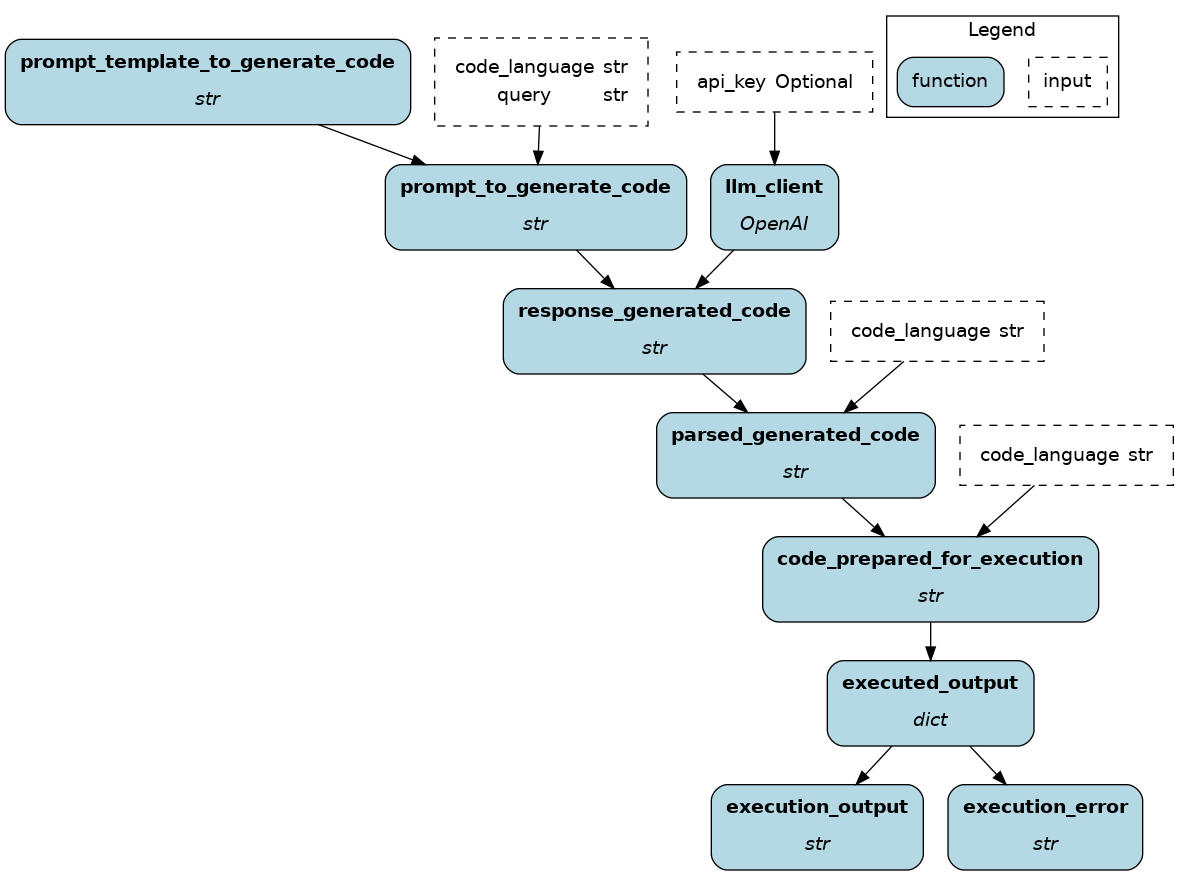 Legend
function
input
prompt_template_to_generate_code
str
code_language str
query str
api_key Optional
prompt_to_generate_code
str
llm_client
OpenAI
response_generated_code
str
code_language str
parsed_generated_code
str
code_language str
code_prepared_for_execution
str
executed_output
dict
execution_output
str
execution_error
str